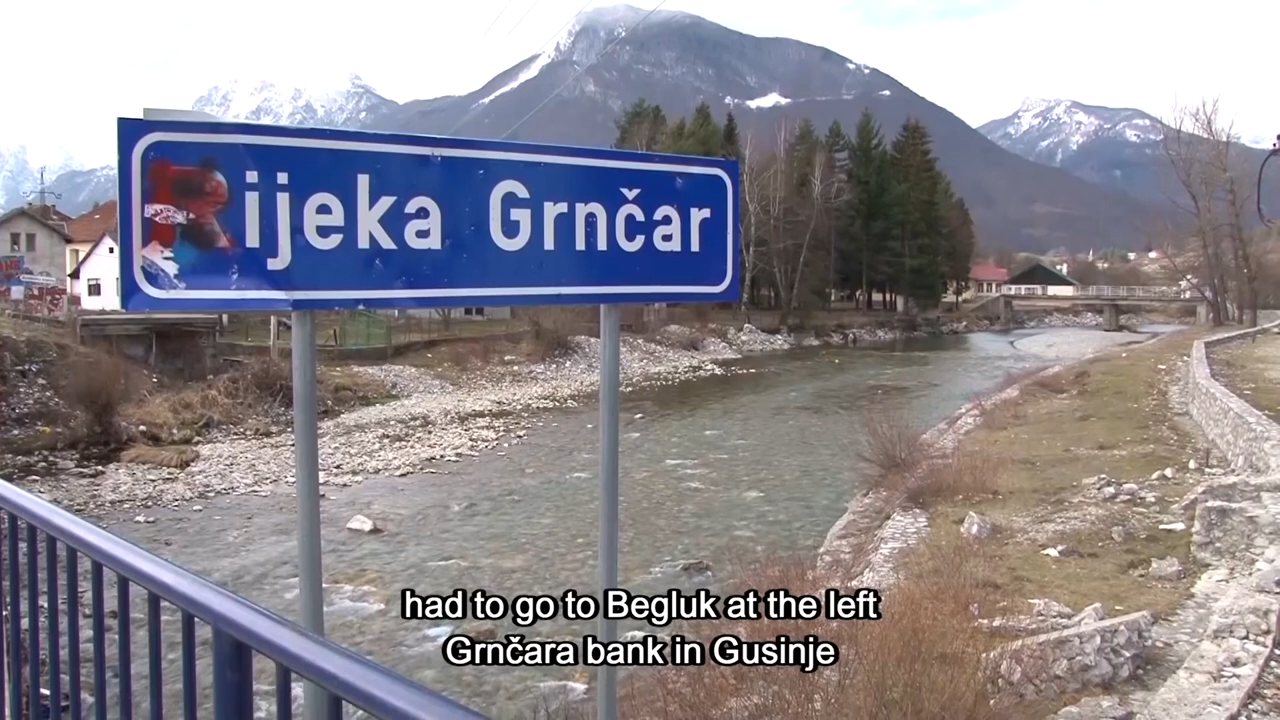 Rijeka Grnčar
had to go to Begluk at the left
Grnčara bank in Gusinje